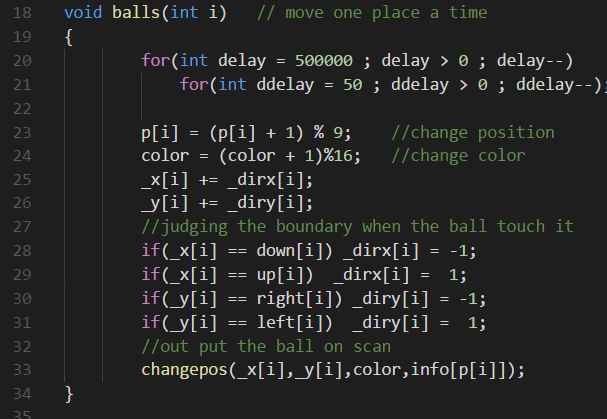 18 void balls(int i)   // move one place a time
19 {
20         for(int delay = 500000 ; delay > 0 ; delay--)
21             for(int ddelay = 50 ; ddelay > 0 ; ddelay--);
22
23         p[i] = (p[i] + 1) % 9;    //change position
24         color = (color + 1)%16;   //change color
25         _x[i] += _dirx[i];
26         _y[i] += _diry[i];
27         //judging the boundary when the ball touch it
28         if(_x[i] == down[i]) _dirx[i] = -1;
29         if(_x[i] == up[i])  _dirx[i] =  1;
30         if(_y[i] == right[i]) _diry[i] = -1;
31         if(_y[i] == left[i])  _diry[i] =  1;
32         //out put the ball on scan
33         changepos(_x[i],_y[i],color,info[p[i]]);
34 }
35